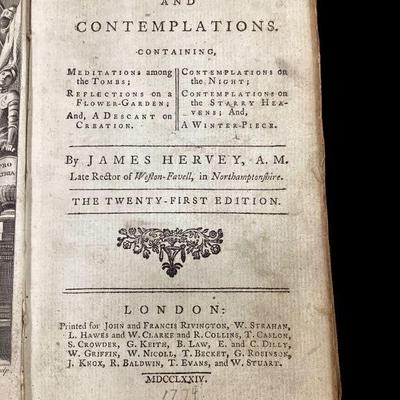 AND
CONTEMPLATIONS.
CONTAINING,
MEDITATIONS among
the TOMBS;
REFLECTIONS on a
FLOWER-GARDEN;
And, A DESCANT on
CREATION.
CONTEMPLATIONS on
the NIGHT;
CONTEMPLATIONS on
the STARRY HEA-
VENS; And,
A WINTER-PIECE.
By JAMES HERVEY, A. M.
Late Rector of Weſton-Favell, in Northamptonſhire.
THE TWENTY-FIRST EDITION.
LONDON:
Printed for JOHN and FRANCIS RIVINGTON, W. STRAHAN,
L. HAWES and W. CLARKE and R. COLLINS, T. CASLON,
S. CROWDER, G. KEITH, B. LAW, E. and C. DILLY,
W. GRIFFIN, W. NICOLL, T. BECKET, G. ROBINSON,
J. KNOX, R. BALDWIN, T. EVANS, and W. STUART.
MDCCLXXIV.
1774